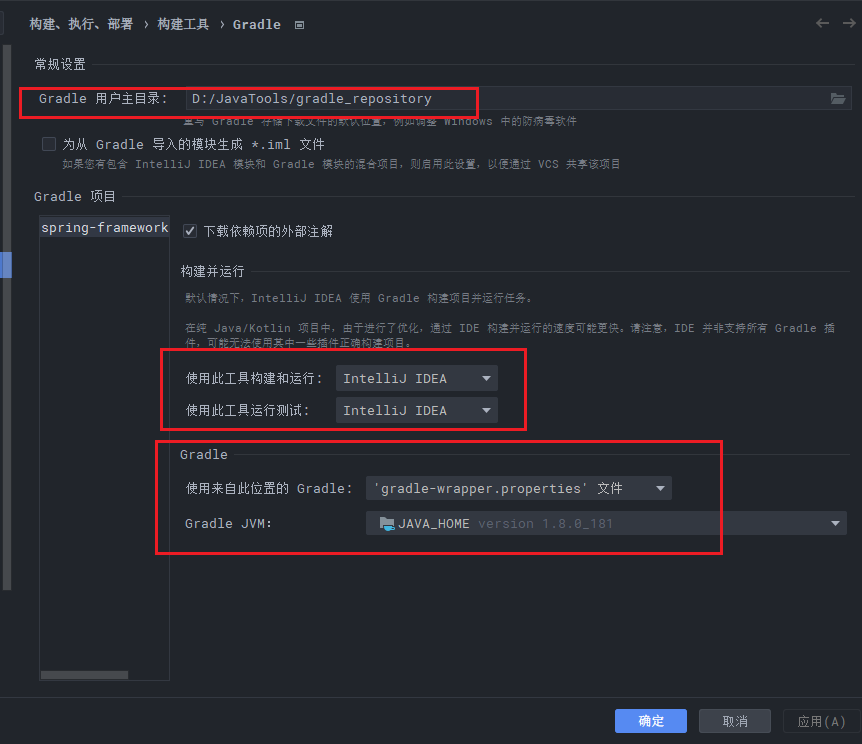 构建、执行、部署 › 构建工具 › Gradle
常规设置
Gradle 用户主目录: D:/JavaTools/gradle_repository
重写 Gradle 存储下载文件的默认位置，例如调整 Windows 中的防病毒软件
为从 Gradle 导入的模块生成 *.iml 文件
如果您有包含 IntelliJ IDEA 模块和 Gradle 模块的混合项目，则启用此设置，以便通过 VCS 共享该项目
Gradle 项目
spring-framework
下载依赖项的外部注解
构建并运行
默认情况下，IntelliJ IDEA 使用 Gradle 构建项目并运行任务。
在纯 Java/Kotlin 项目中，由于进行了优化，通过 IDE 构建并运行的速度可能更快。请注意，IDE 并非支持所有 Gradle 插
件，可能无法使用其中一些插件正确构建项目。
使用此工具构建和运行: IntelliJ IDEA
使用此工具运行测试: IntelliJ IDEA
Gradle
使用来自此位置的 Gradle: 'gradle-wrapper.properties' 文件
Gradle JVM: JAVA_HOME version 1.8.0_181
确定 取消 应用(A)